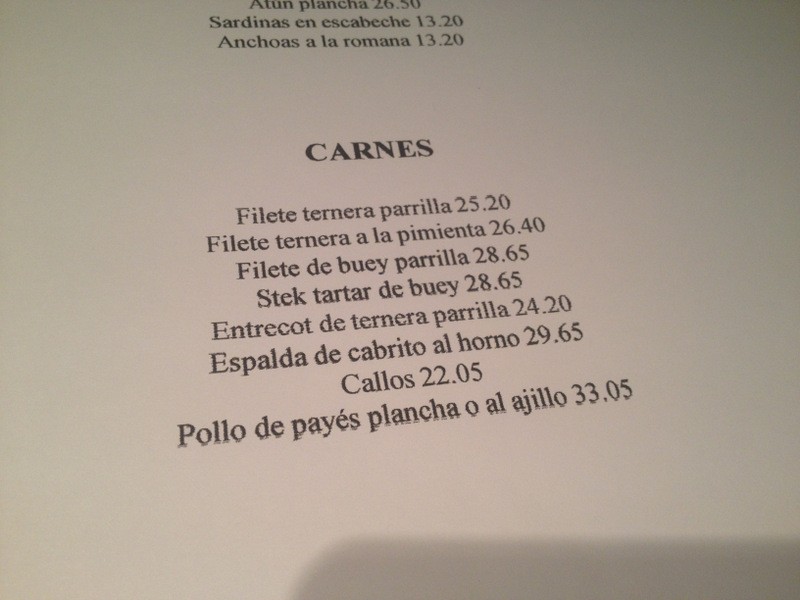 Atun plancha 26.50
Sardinas en escabeche 13.20
Anchoas a la romana 13.20
CARNES
Filete ternera parrilla 25.20
Filete ternera a la pimienta 26.40
Filete de buey parrilla 28.65
Stek tartar de buey 28.65
Entrecot de ternera parrilla 24.20
Espalda de cabrito al horno 29.65
Callos 22.05
Pollo de payés plancha o al ajillo 33.05